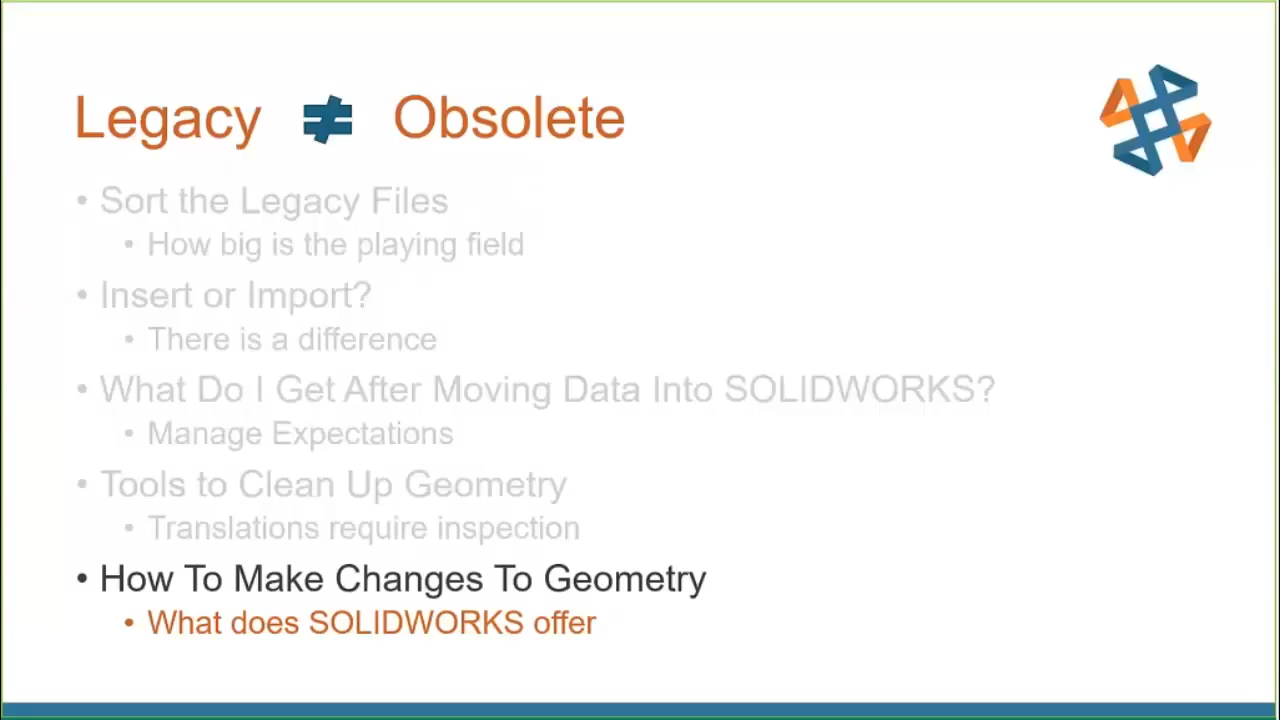 Legacy ≠ Obsolete
• Sort the Legacy Files
• How big is the playing field
• Insert or Import?
• There is a difference
• What Do I Get After Moving Data Into SOLIDWORKS?
• Manage Expectations
• Tools to Clean Up Geometry
• Translations require inspection
• How To Make Changes To Geometry
• What does SOLIDWORKS offer